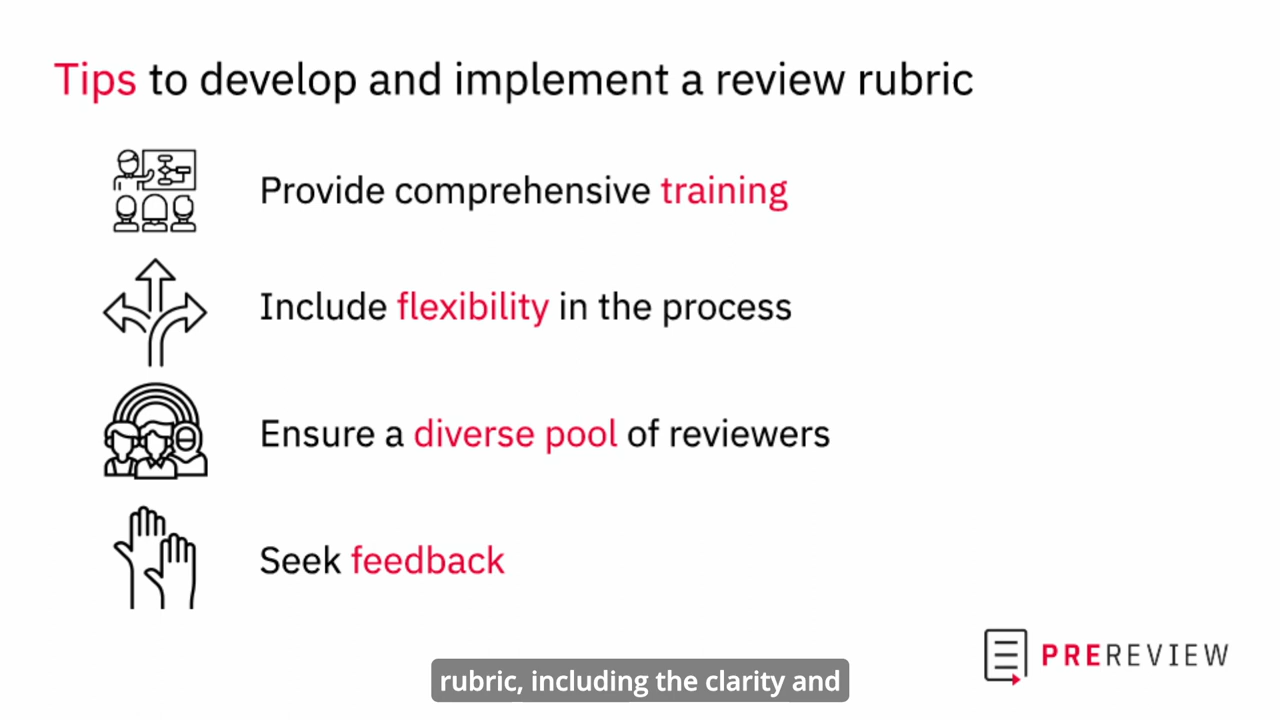 Tips to develop and implement a review rubric
Provide comprehensive training
Include flexibility in the process
Ensure a diverse pool of reviewers
Seek feedback
PREREVIEW
rubric, including the clarity and